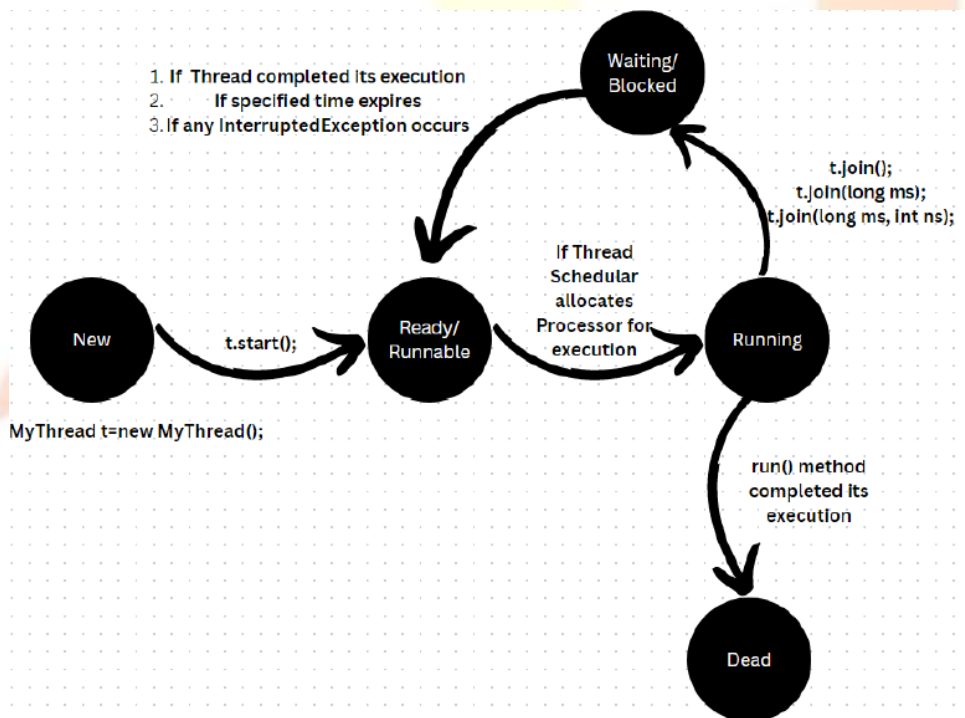 1. If Thread completed its execution
2. If specified time expires
3. If any InterruptedException occurs
Waiting/
Blocked
t.join();
t.join(long ms);
t.join(long ms, int ns);
If Thread
Schedular
allocates
Processor for
execution
New
t.start();
Ready/
Runnable
Running
MyThread t=new MyThread();
run() method
completed its
execution
Dead